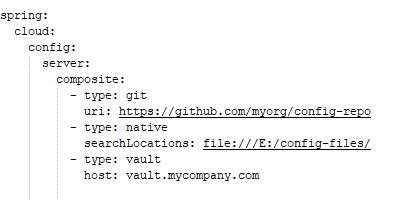 spring:
  cloud:
    config:
      server:
        composite:
          - type: git
            uri: https://github.com/myorg/config-repo
          - type: native
            searchLocations: file:///E:/config-files/
          - type: vault
            host: vault.mycompany.com